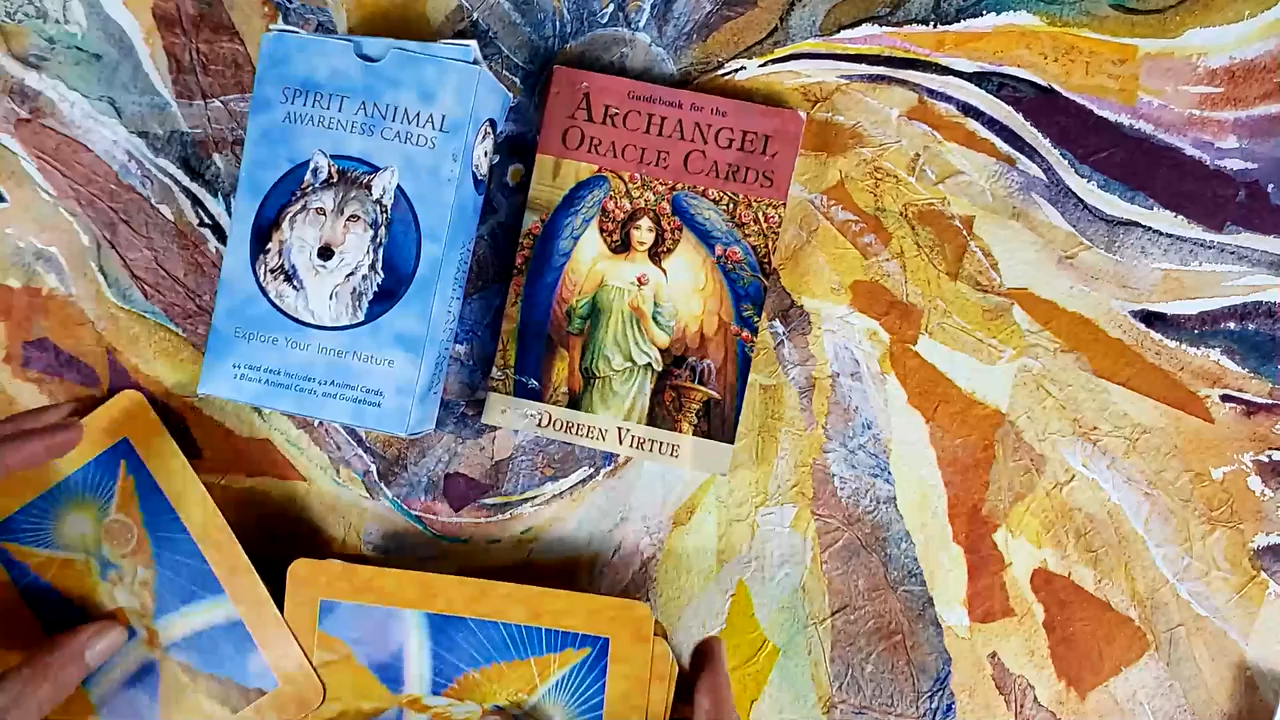 SPIRIT ANIMAL
AWARENESS CARDS
Explore Your Inner Nature
44 card deck includes 42 Animal Cards,
2 Blank Animal Cards, and Guidebook
Guidebook for the
ARCHANGEL
ORACLE CARDS
DOREEN VIRTUE